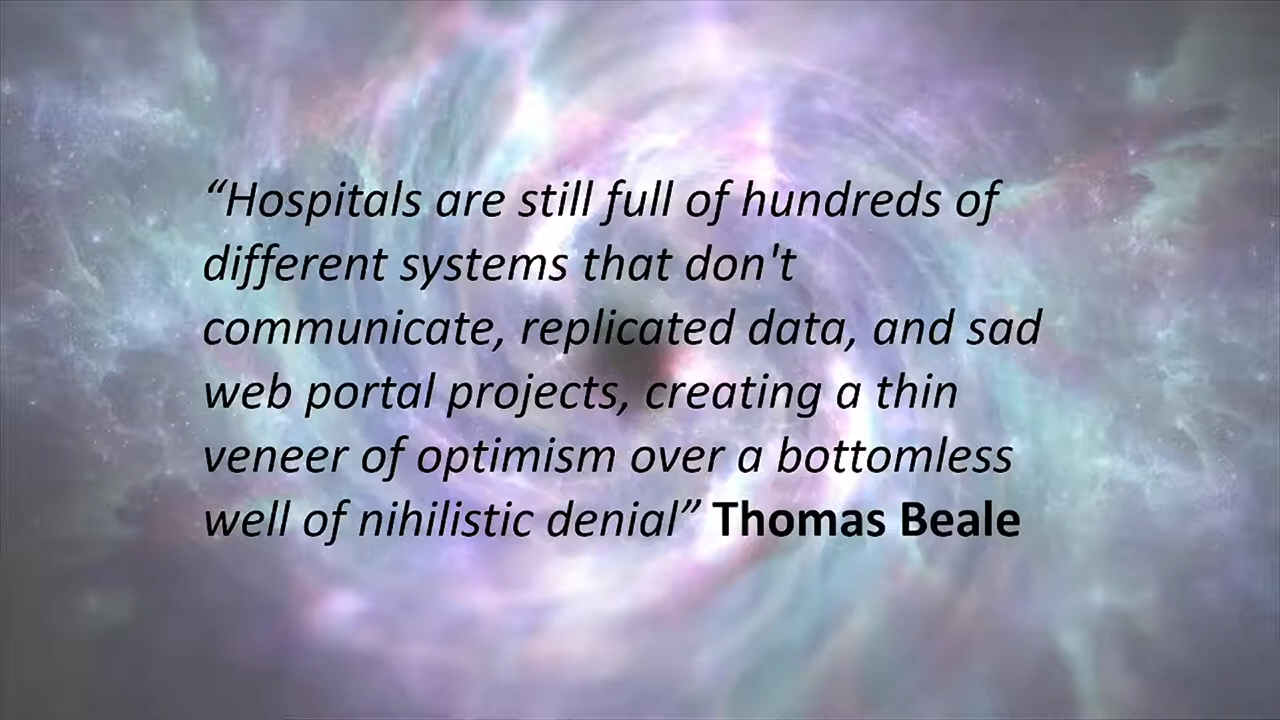 “Hospitals are still full of hundreds of
different systems that don't
communicate, replicated data, and sad
web portal projects, creating a thin
veneer of optimism over a bottomless
well of nihilistic denial” Thomas Beale